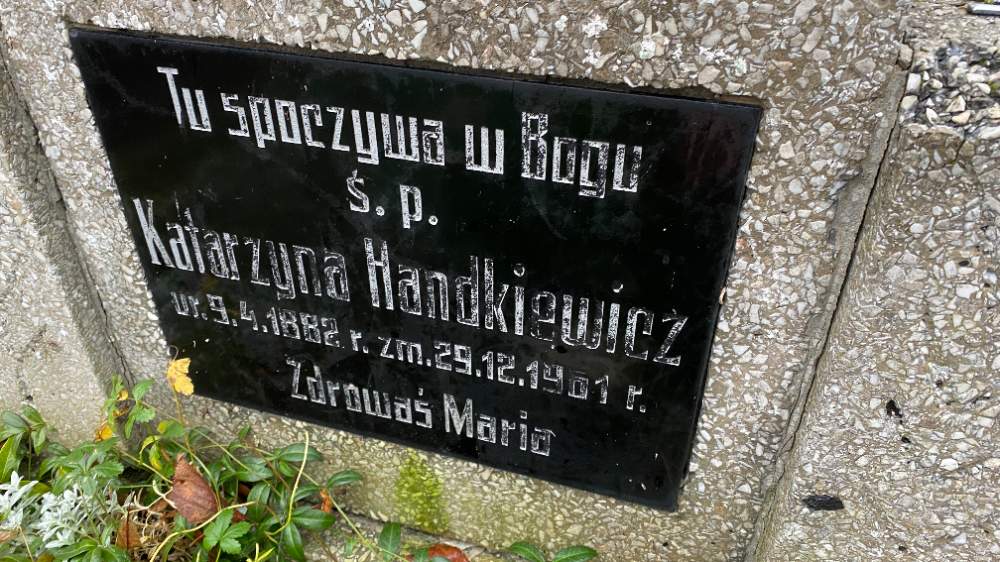 Tu spoczywa w Bogu
ś. p.
Katarzyna Handkiewicz
ur. 9.4.1882 r. zm. 29.12.1961 r.
Zdrowaś Maria